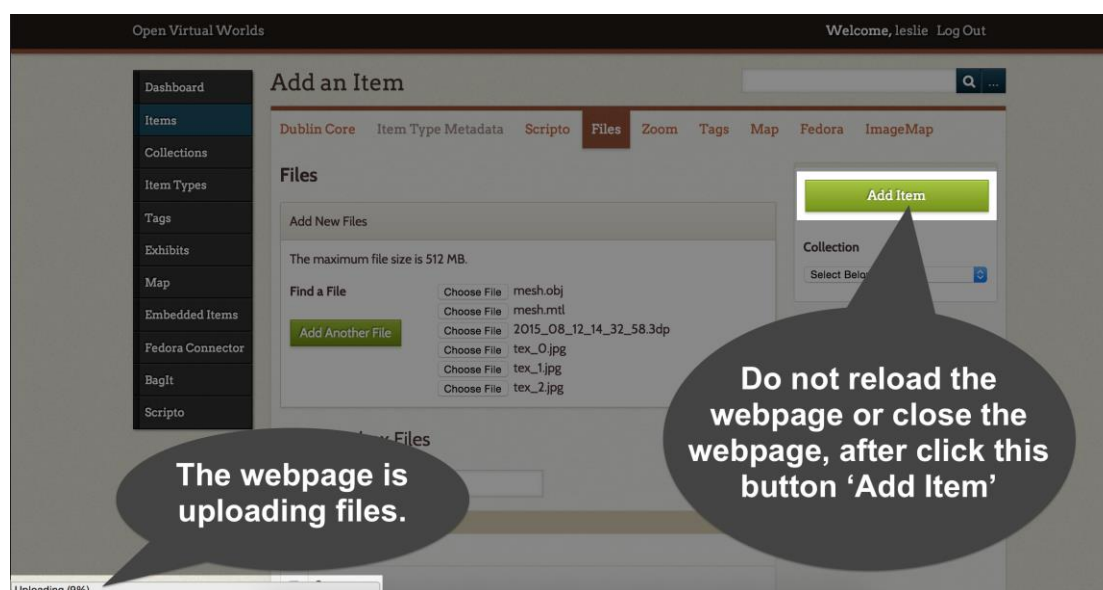 Open Virtual Worlds
Welcome, leslie Log Out
Dashboard
Items
Collections
Item Types
Tags
Exhibits
Map
Embedded Items
Fedora Connector
BagIt
Scripto
Add an Item
...
Dublin Core Item Type Metadata Scripto Files Zoom Tags Map Fedora ImageMap
Files
Add New Files
The maximum file size is 512 MB.
Find a File
Add Another File
Choose File mesh.obj
Choose File mesh.mtl
Choose File 2015_08_12_14_32_58.3dp
Choose File tex_0.jpg
Choose File tex_1.jpg
Choose File tex_2.jpg
Files
Add Item
Collection
Select
Do not reload the
webpage or close the
webpage, after click this
button ‘Add Item’
The webpage is
uploading files.
Uploading